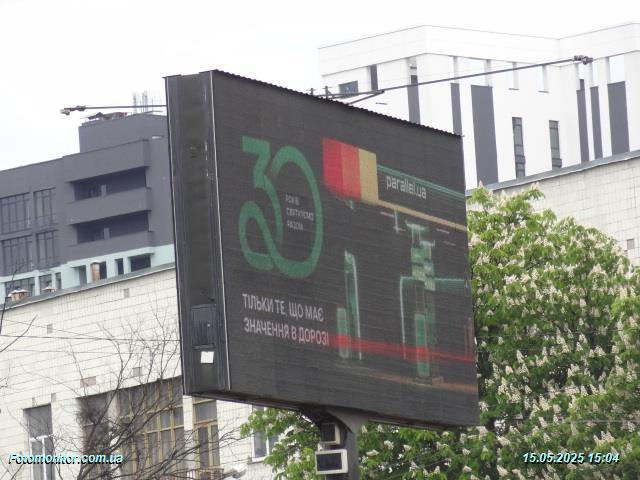 30
РОКІВ
СВЯТКУЄМО
РАЗОМ
parallel.ua
ТІЛЬКИ ТЕ, ЩО МАЄ
ЗНАЧЕННЯ В ДОРОЗІ
Fotomonitor.com.ua
15.05.2025 15:04